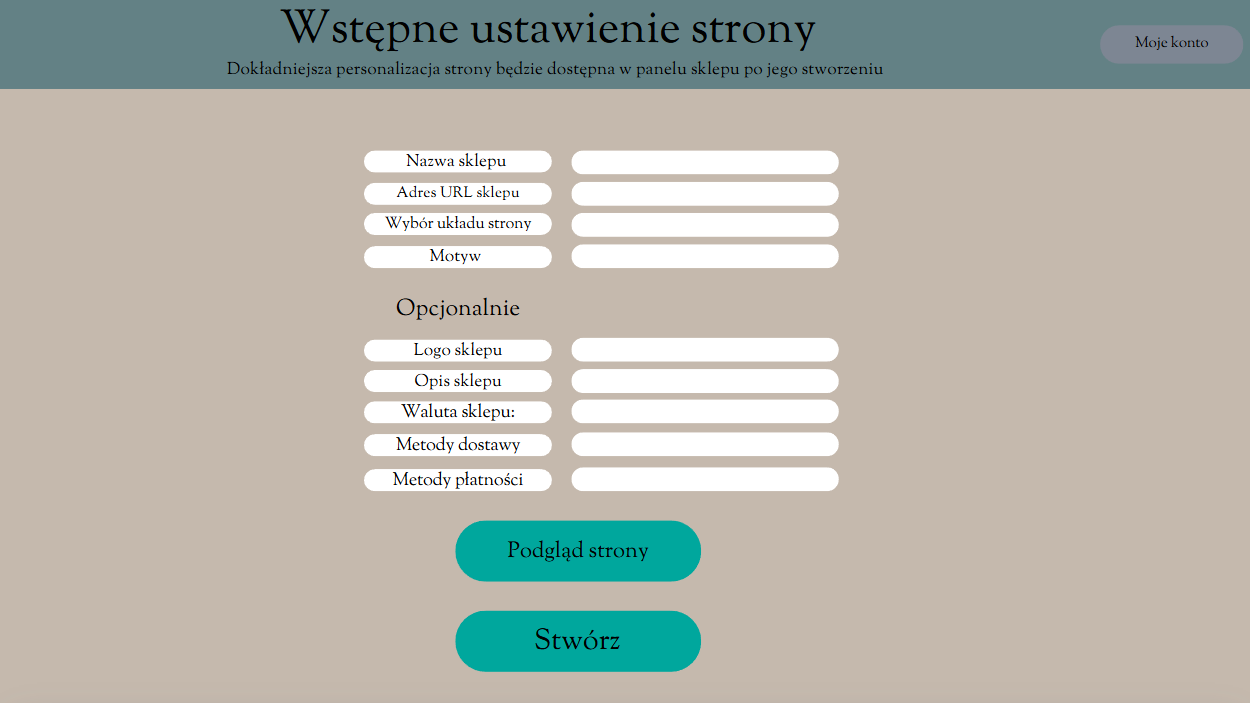 Wstępne ustawienie strony
Dokładniejsza personalizacja strony będzie dostępna w panelu sklepu po jego stworzeniu
Moje konto
Nazwa sklepu
Adres URL sklepu
Wybór układu strony
Motyw
Opcjonalnie
Logo sklepu
Opis sklepu
Waluta sklepu:
Metody dostawy
Metody płatności
Podgląd strony
Stwórz